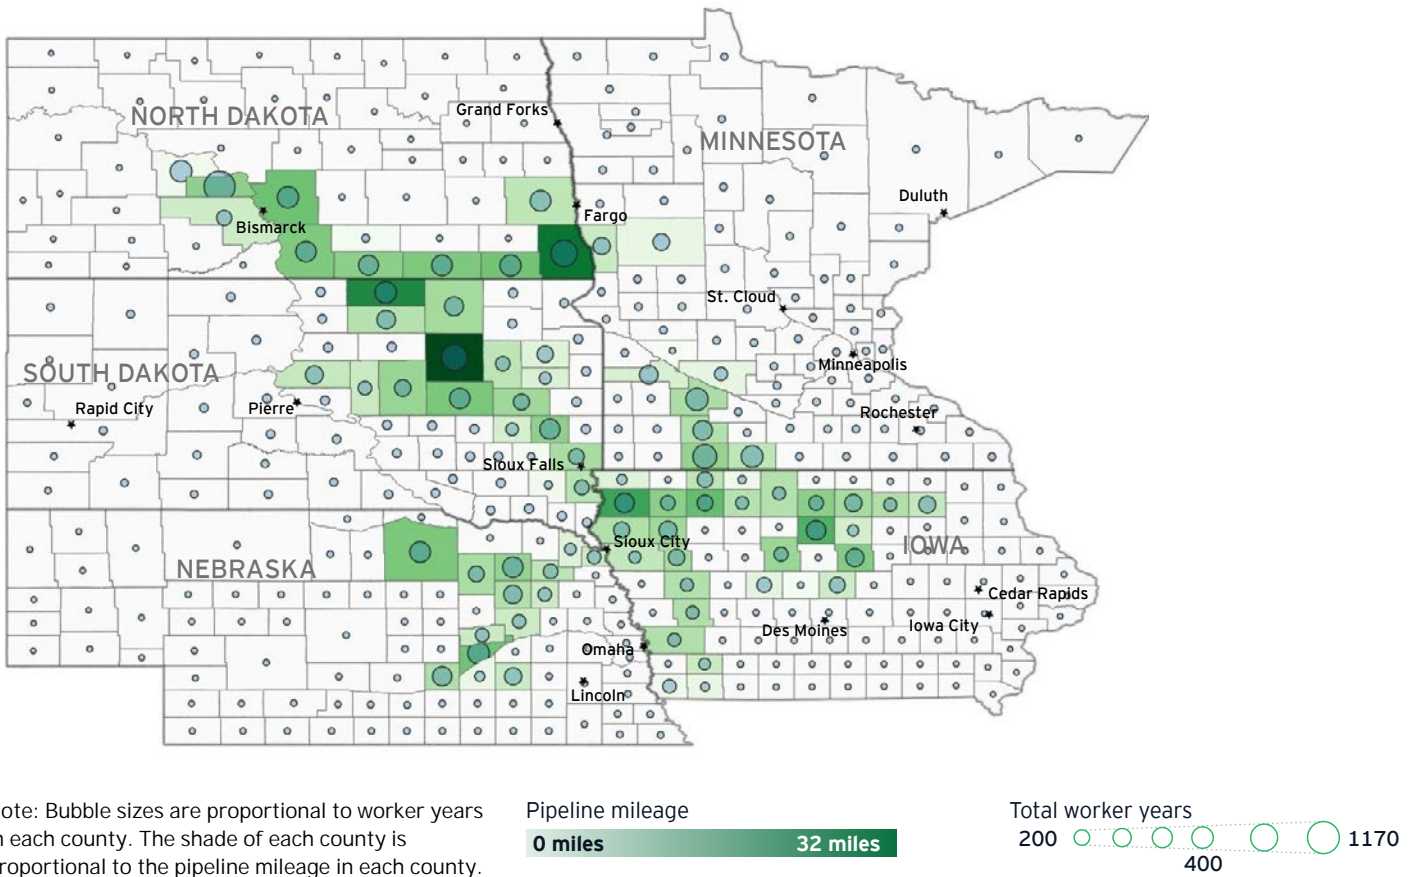 NORTH DAKOTA
Grand Forks
MINNESOTA
Duluth
Fargo
Bismarck
St. Cloud
Minneapolis
SOUTH DAKOTA
Rapid City
Pierre
Rochester
Sioux Falls
Sioux City
IOWA
NEBRASKA
Cedar Rapids
Des Moines
Iowa City
Omaha
Lincoln
ote: Bubble sizes are proportional to worker years
n each county. The shade of each county is
roportional to the pipeline mileage in each county.
Pipeline mileage
0 miles
32 miles
Total worker years
200
1170
400